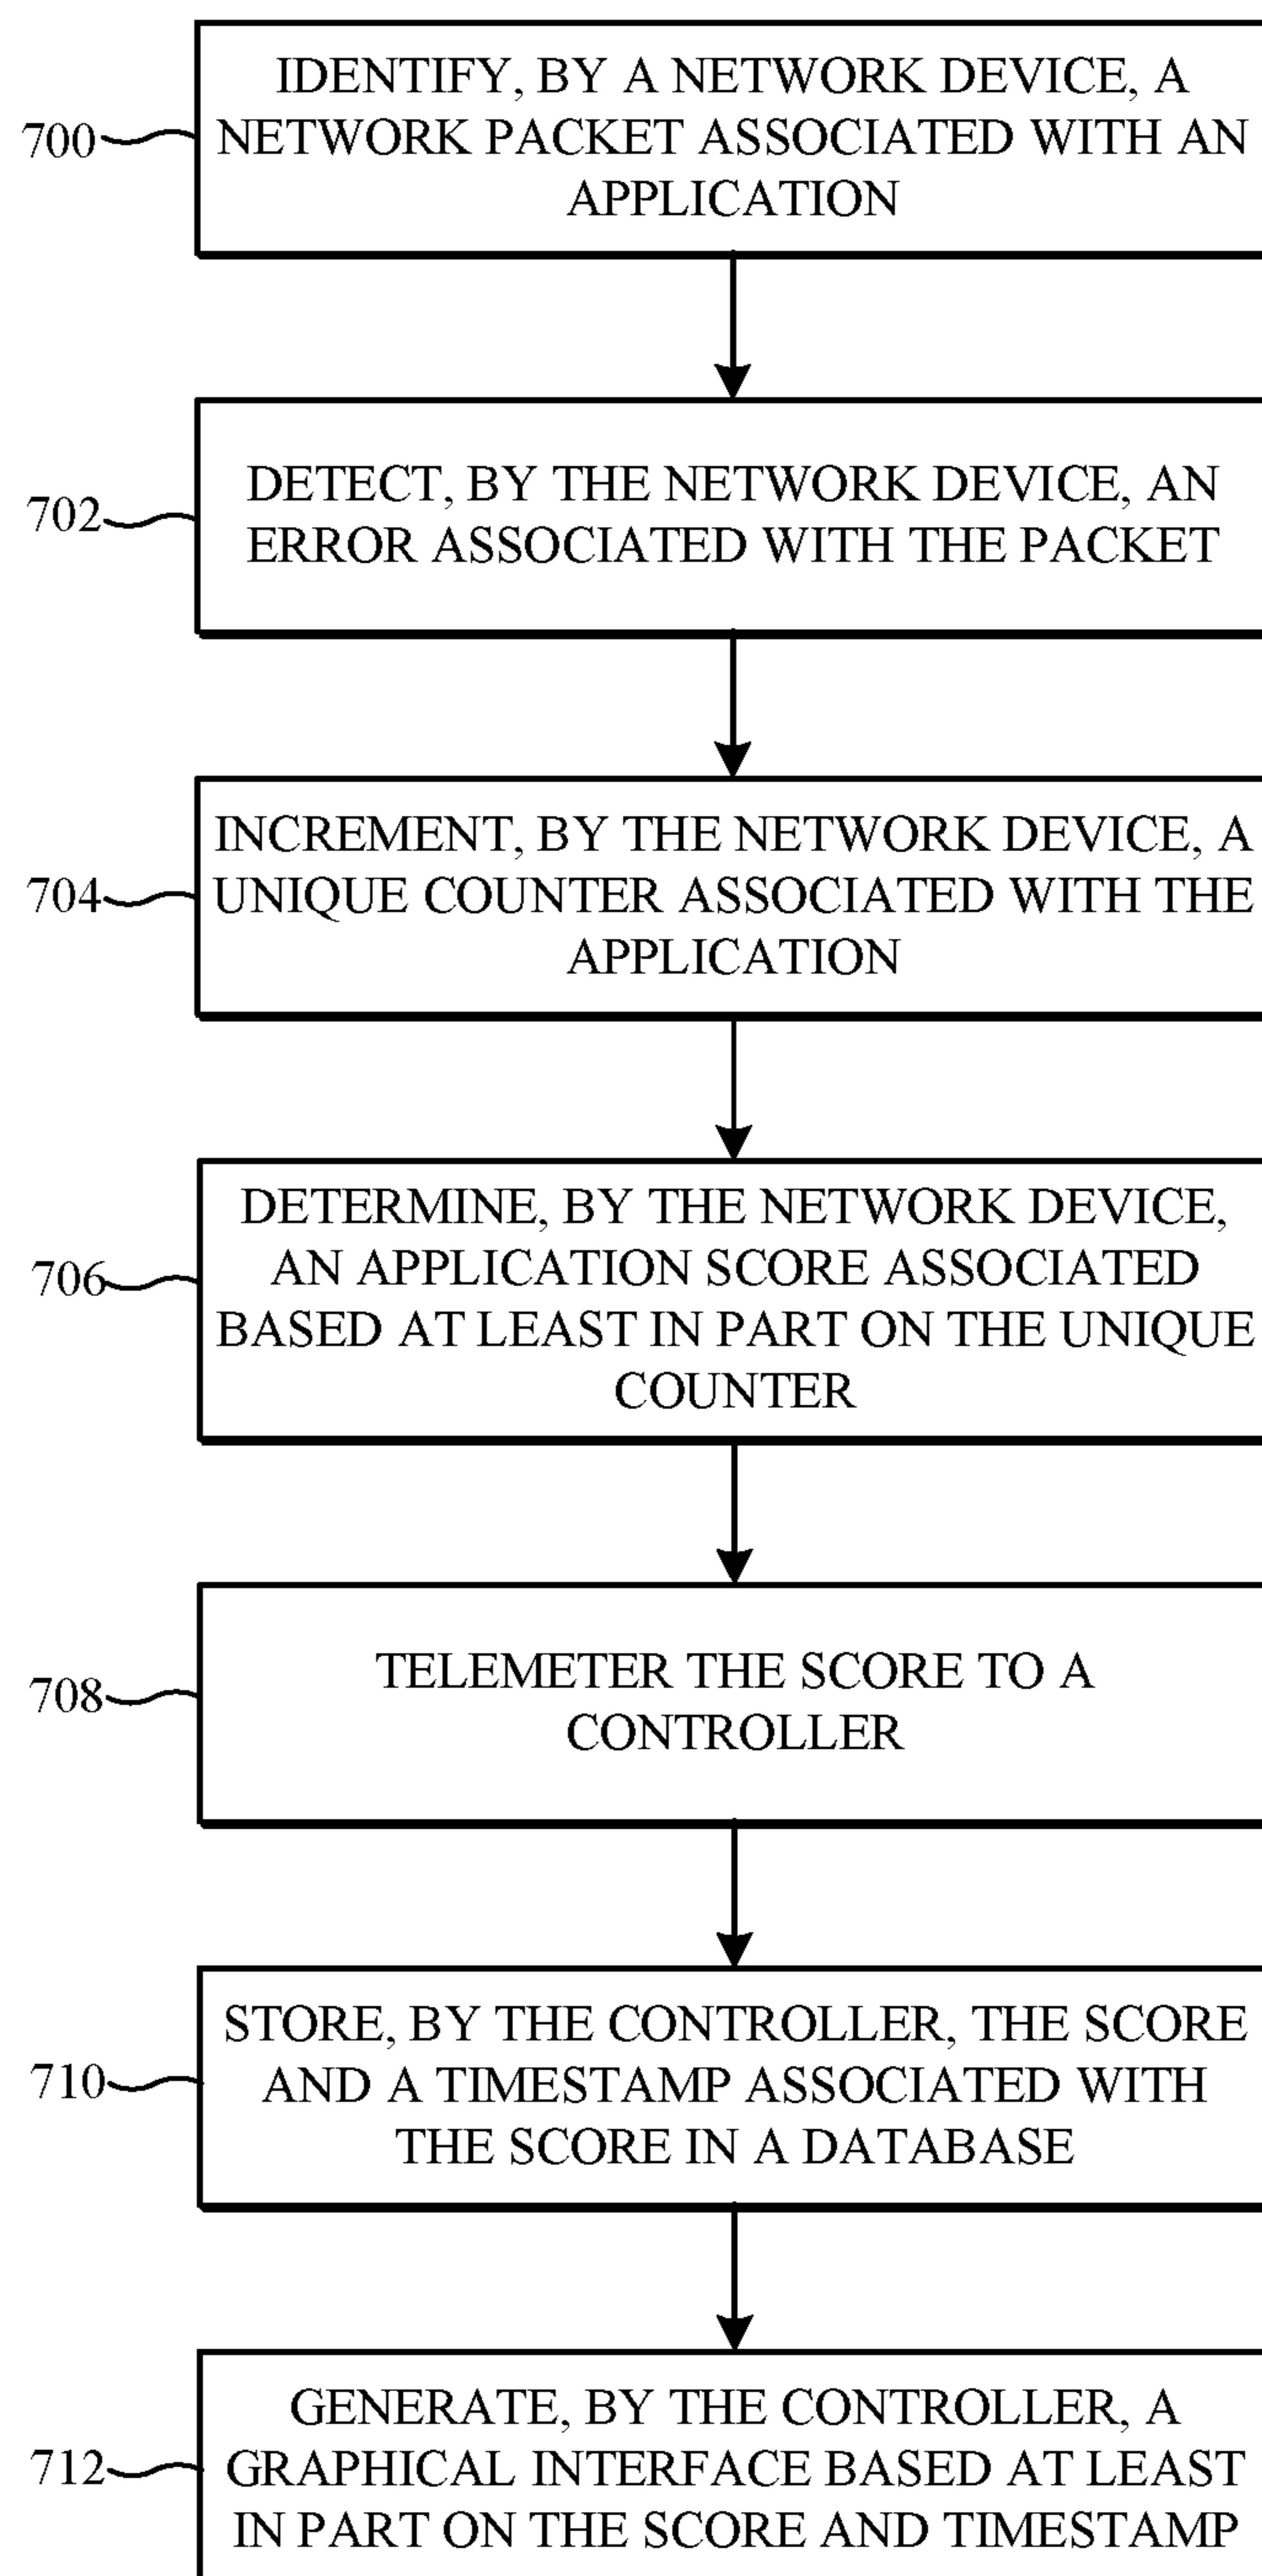 IDENTIFY, BY A NETWORK DEVICE, A
700
NETWORK PACKET ASSOCIATED WITH AN
APPLICATION
DETECT, BY THE NETWORK DEVICE, AN
702
ERROR ASSOCIATED WITH THE PACKET
INCREMENT, BY THE NETWORK DEVICE, A
704
UNIQUE COUNTER ASSOCIATED WITH THE
APPLICATION
DETERMINE, BY THE NETWORK DEVICE,
706
AN APPLICATION SCORE ASSOCIATED
BASED AT LEAST IN PART ON THE UNIQUE
COUNTER
TELEMETER THE SCORE TO A
708
CONTROLLER
STORE, BY THE CONTROLLER, THE SCORE
710
AND A TIMESTAMP ASSOCIATED WITH
THE SCORE IN A DATABASE
GENERATE, BY THE CONTROLLER, A
712
GRAPHICAL INTERFACE BASED AT LEAST
IN PART ON THE SCORE AND TIMESTAMP